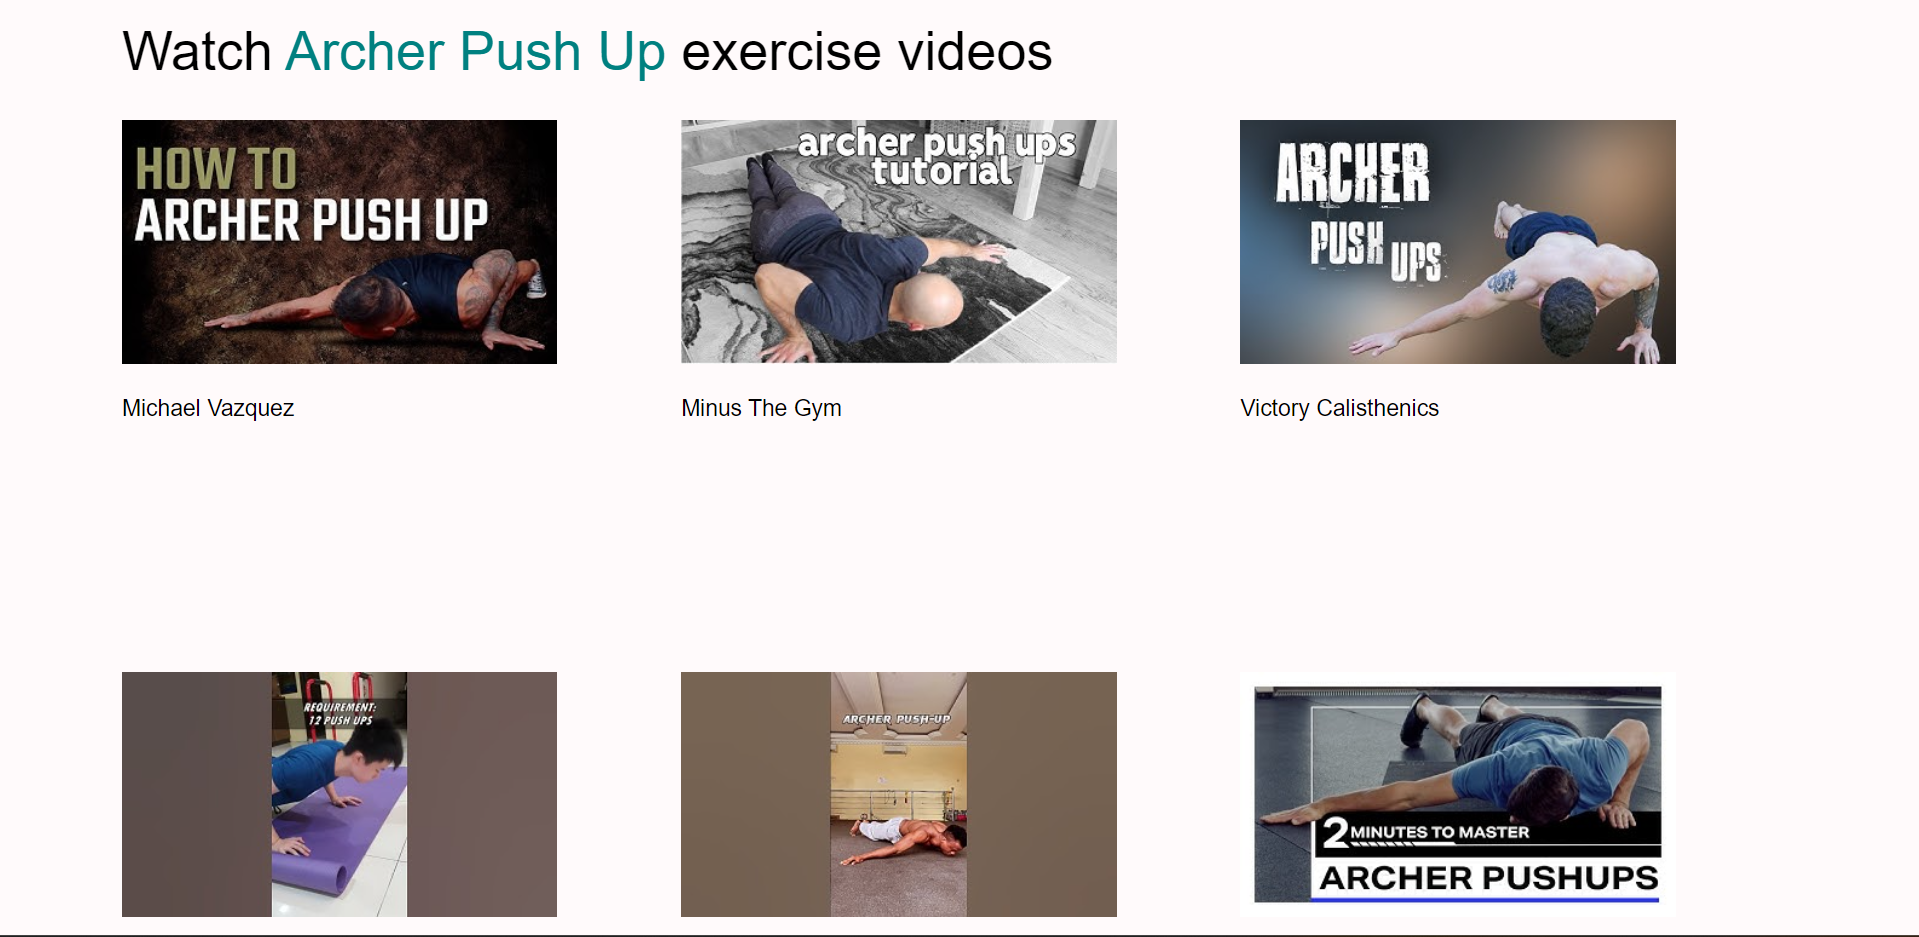 Watch Archer Push Up exercise videos
HOW TO
ARCHER PUSH UP
archer push ups
tutorial
ARCHER
PUSH
UPS
Michael Vazquez
Minus The Gym
Victory Calisthenics
REQUIREMENT:
12 PUSH UPS
ARCHER PUSH-UP
2 MINUTES TO MASTER
ARCHER PUSHUPS